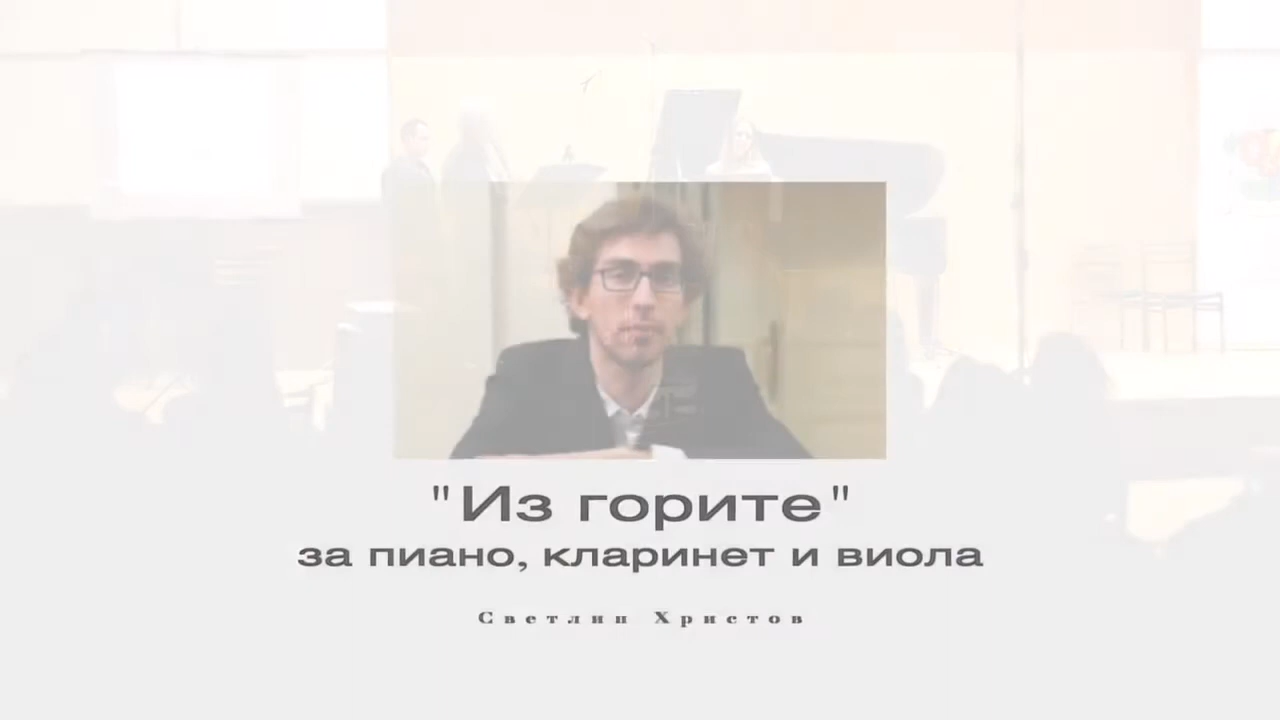 "Из горите"
за пиано, кларинет и виола
Светлин Христов